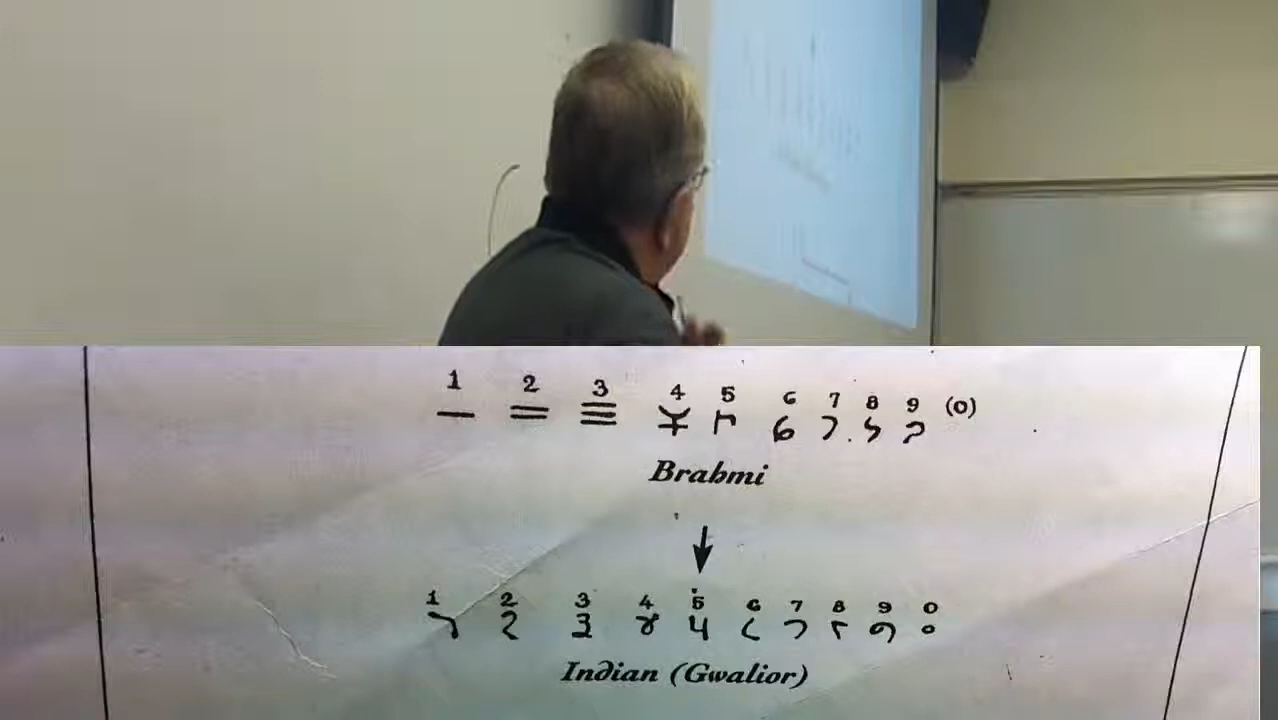 1 2 3 4 5 6 7 8 9 (0)
Brahmi
1 2 3 4 5 6 7 8 9 0
Indian (Gwalior)